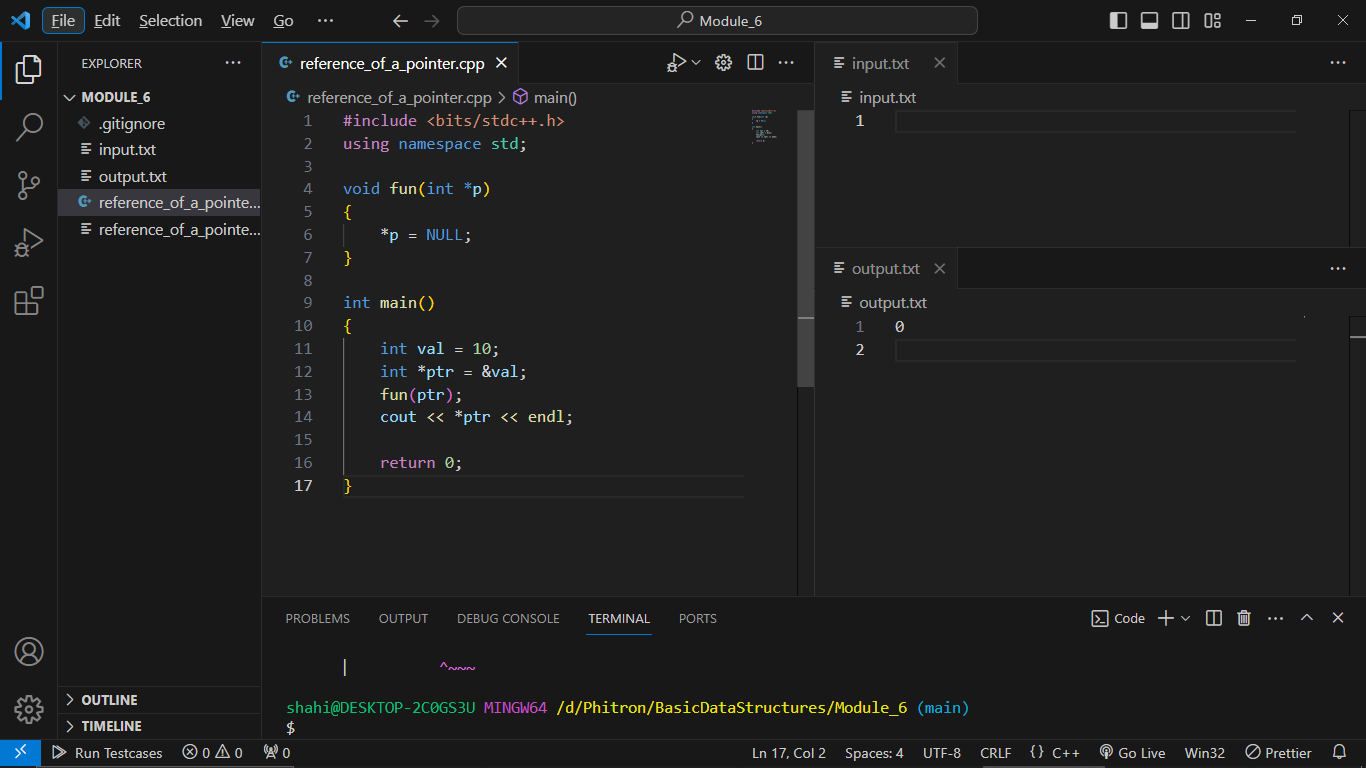 File Edit Selection View Go ··· Module_6
EXPLORER ···
MODULE_6
.gitignore
input.txt
output.txt
reference_of_a_pointe...
reference_of_a_pointe...
OUTLINE
TIMELINE
reference_of_a_pointer.cpp
reference_of_a_pointer.cpp > main()
1 #include <bits/stdc++.h>
2 using namespace std;
3
4 void fun(int *p)
5 {
6 *p = NULL;
7 }
8
9 int main()
10 {
11 int val = 10;
12 int *ptr = &val;
13 fun(ptr);
14 cout << *ptr << endl;
15
16 return 0;
17 }
input.txt
input.txt
1
output.txt
output.txt
1 0
2
PROBLEMS OUTPUT DEBUG CONSOLE TERMINAL PORTS Code
| ^~~~
shahi@DESKTOP-2C0GS3U MINGW64 /d/Phitron/BasicDataStructures/Module_6 (main)
$
Run Testcases 0 0 0 Ln 17, Col 2 Spaces: 4 UTF-8 CRLF {} C++ Go Live Win32 Prettier